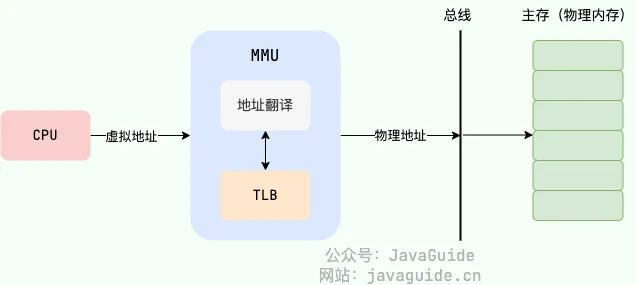 总线
主存（物理内存）
MMU
地址翻译
CPU
虚拟地址
物理地址
TLB
公众号：JavaGuide
网站：javaguide.cn